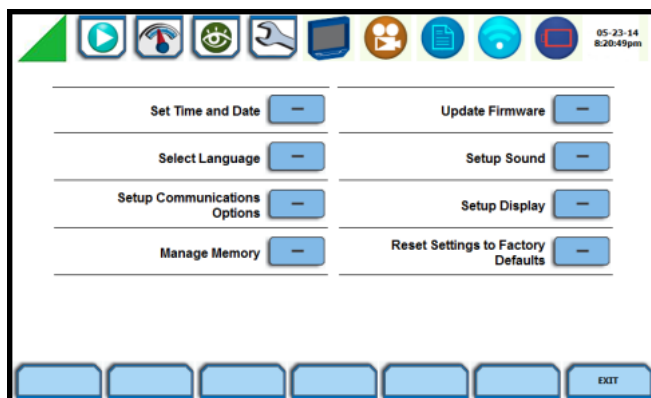 05-23-14
8:20:49pm
Set Time and Date
Update Firmware
Select Language
Setup Sound
Setup Communications
Options
Setup Display
Manage Memory
Reset Settings to Factory
Defaults
EXIT